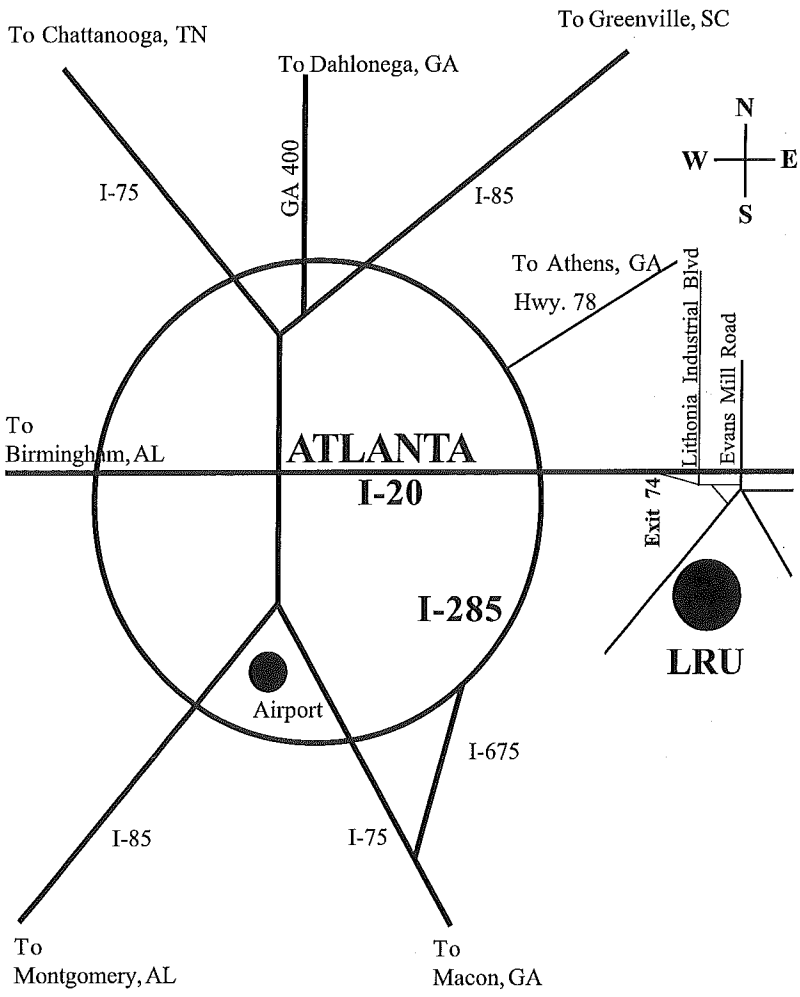 To Chattanooga, TN
To Greenville, SC
To Dahlonega, GA
N
W E
S
I-75
GA 400
I-85
To Athens, GA
Hwy. 78
Lithonia Industrial Blvd
Evans Mill Road
To
Birmingham, AL
ATLANTA
I-20
Exit 74
I-285
LRU
Airport
I-675
I-85
I-75
To
Montgomery, AL
To
Macon, GA